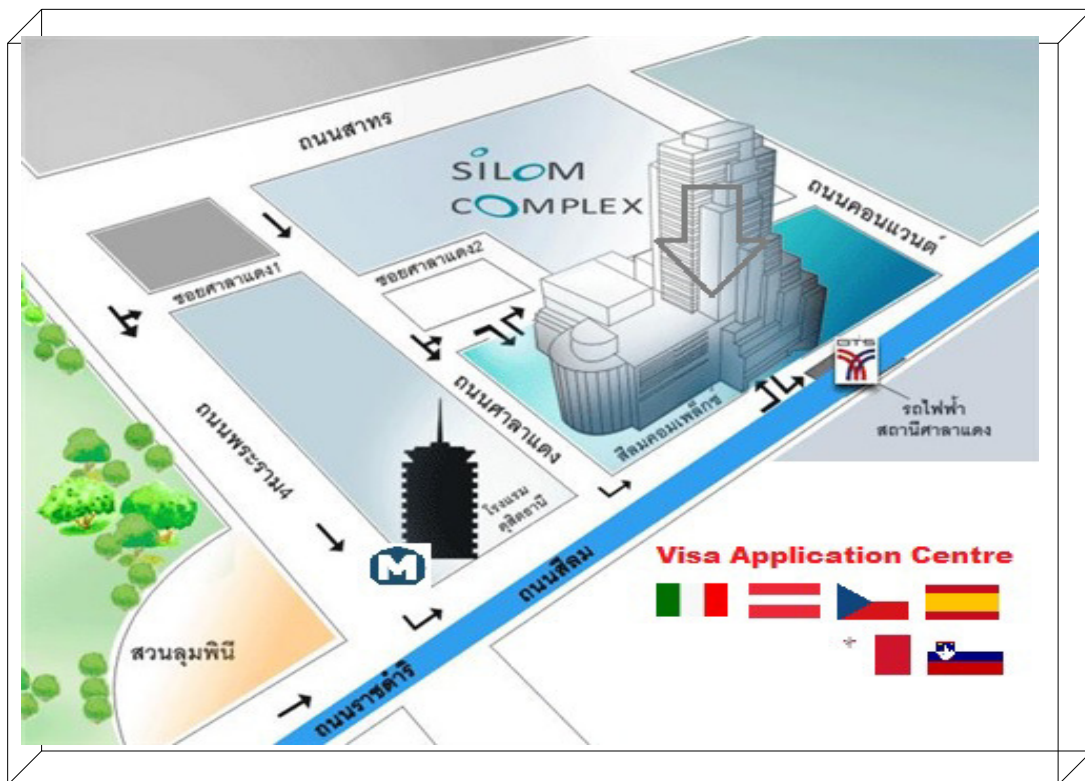 ถนนสาทร
SILOM
COMPLEX
ถนนคอนแวนต์
ซอยศาลาแดง2
ซอยศาลาแดง1
BTS
รถไฟฟ้า
สถานีศาลาแดง
ถนนศาลาแดง
สีลมคอมเพล็กซ์
ถนนพระราม4
โรงแรม
ดุสิตธานี
M
ถนนสีลม
Visa Application Centre
สวนลุมพินี
ถนนราชดำริ